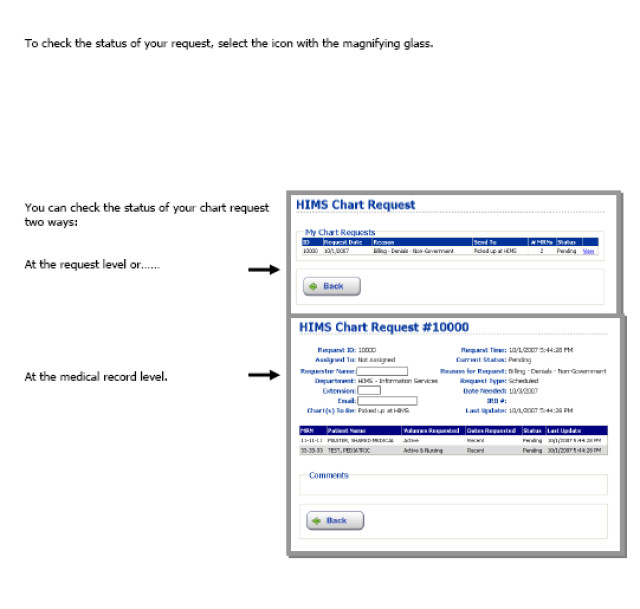 To check the status of your request, select the icon with the magnifying glass.
You can check the status of your chart request
two ways:
At the request level or......
HIMS Chart Request
My Chart Requests
ID Request Date Reason Send To # MRNs Status
10000 10/1/2007 Billing - Denials - Non-Government Picked up at HIMS 2 Pending View
Back
At the medical record level.
HIMS Chart Request #10000
Request ID: 10000 Request Time: 10/1/2007 5:44:28 PM
Assigned To: Not Assigned Current Status: Pending
Requestor Name: Reason for Request: Billing - Denials - Non-Government
Department: HIMS - Information Services Request Type: Scheduled
Extension: Date Needed: 10/3/2007
Email: IRB #:
Chart(s) To Be: Picked up at HIMS Last Update: 10/1/2007 5:44:28 PM
MRN Patient Name Volumes Requested Dates Requested Status Last Update
11-11-11 MASTER, SHARED MEDICAL Active Recent Pending 10/1/2007 5:44:28 PM
33-33-33 TEST, PEDIATRIC Active & Nursing Recent Pending 10/1/2007 5:44:28 PM
Comments
Back